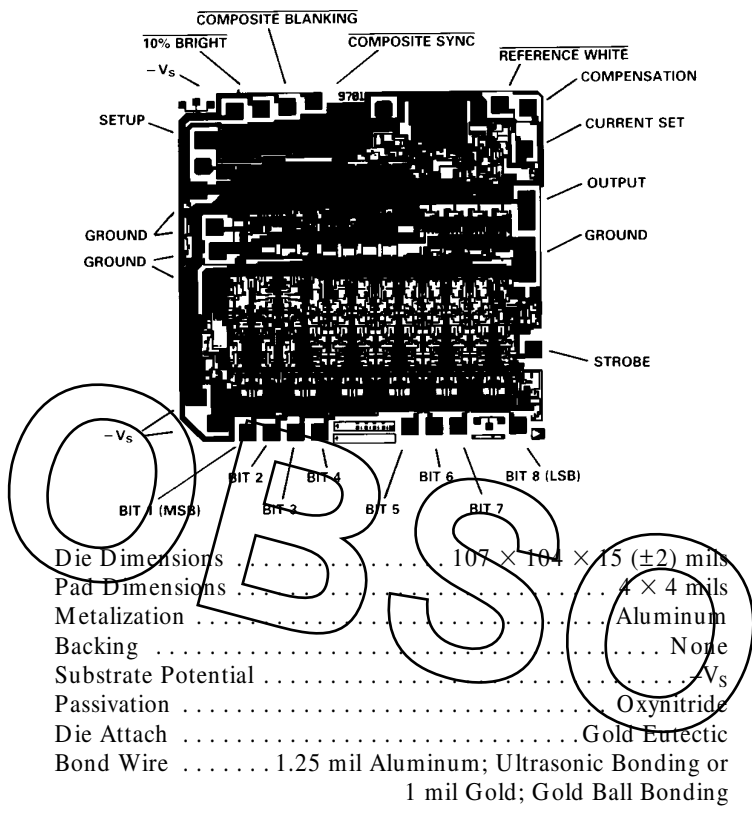 COMPOSITE BLANKING
10% BRIGHT
COMPOSITE SYNC
REFERENCE WHITE
–VS
COMPENSATION
9701
SETUP
CURRENT SET
OUTPUT
GROUND
GROUND
GROUND
STROBE
–VS
BIT 1 (MSB)
BIT 2
BIT 3
BIT 4
BIT 5
BIT 6
BIT 7
BIT 8 (LSB)
OBSO
Die Dimensions . . . . . . . . . . . . . . . . 107 × 104 × 15 (±2) mils
Pad Dimensions . . . . . . . . . . . . . . . . . . . . . . . . . . . . 4 × 4 mils
Metalization . . . . . . . . . . . . . . . . . . . . . . . . . . . . . . . Aluminum
Backing . . . . . . . . . . . . . . . . . . . . . . . . . . . . . . . . . . . . . . None
Substrate Potential . . . . . . . . . . . . . . . . . . . . . . . . . . . . . . . –VS
Passivation . . . . . . . . . . . . . . . . . . . . . . . . . . . . . . . . Oxynitride
Die Attach . . . . . . . . . . . . . . . . . . . . . . . . . . . . . Gold Eutectic
Bond Wire . . . . . . . 1.25 mil Aluminum; Ultrasonic Bonding or
1 mil Gold; Gold Ball Bonding